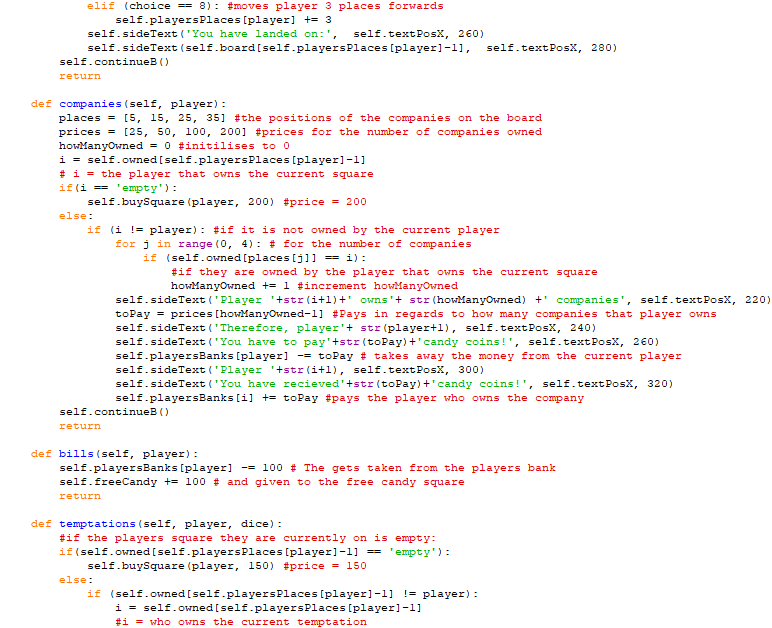 elif (choice == 8): #moves player 3 places forwards
self.playersPlaces[player] += 3
self.sideText('You have landed on:',  self.textPosX, 260)
self.sideText(self.board[self.playersPlaces[player]-1],  self.textPosX, 280)
self.continueB()
return
def companies(self, player):
places = [5, 15, 25, 35] #the positions of the companies on the board
prices = [25, 50, 100, 200] #prices for the number of companies owned
howManyOwned = 0 #initilises to 0
i = self.owned[self.playersPlaces[player]-1]
# i = the player that owns the current square
if(i == 'empty'):
self.buySquare(player, 200) #price = 200
else:
if (i != player): #if it is not owned by the current player
for j in range(0, 4): # for the number of companies
if (self.owned[places[j]] == i):
#if they are owned by the player that owns the current square
howManyOwned += 1 #increment howManyOwned
self.sideText('Player '+str(i+1)+' owns'+ str(howManyOwned) +' companies', self.textPosX, 220)
toPay = prices[howManyOwned-1] #Pays in regards to how many companies that player owns
self.sideText('Therefore, player'+ str(player+1), self.textPosX, 240)
self.sideText('You have to pay'+str(toPay)+'candy coins!', self.textPosX, 260)
self.playersBanks[player] -= toPay # takes away the money from the current player
self.sideText('Player '+str(i+1), self.textPosX, 300)
self.sideText('You have recieved'+str(toPay)+'candy coins!', self.textPosX, 320)
self.playersBanks[i] += toPay #pays the player who owns the company
self.continueB()
return
def bills(self, player):
self.playersBanks[player] -= 100 # The gets taken from the players bank
self.freeCandy += 100 # and given to the free candy square
return
def temptations(self, player, dice):
#if the players square they are currently on is empty:
if(self.owned[self.playersPlaces[player]-1] == 'empty'):
self.buySquare(player, 150) #price = 150
else:
if (self.owned[self.playersPlaces[player]-1] != player):
i = self.owned[self.playersPlaces[player]-1]
#i = who owns the current temptation